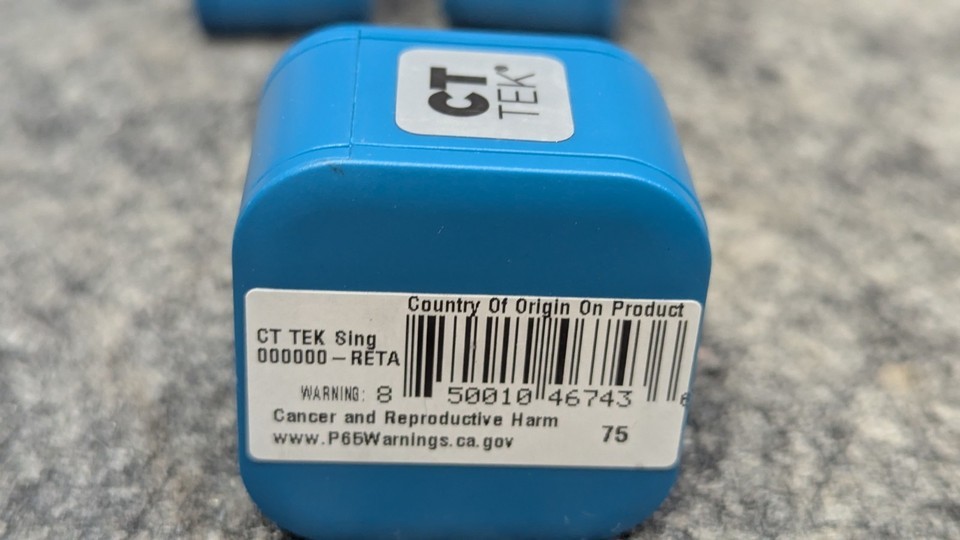 CT
TEK®
Country Of Origin On Product
CT TEK Sing
000000-RETA
WARNING: 8 50010 46743 8
Cancer and Reproductive Harm
www.P65Warnings.ca.gov
75